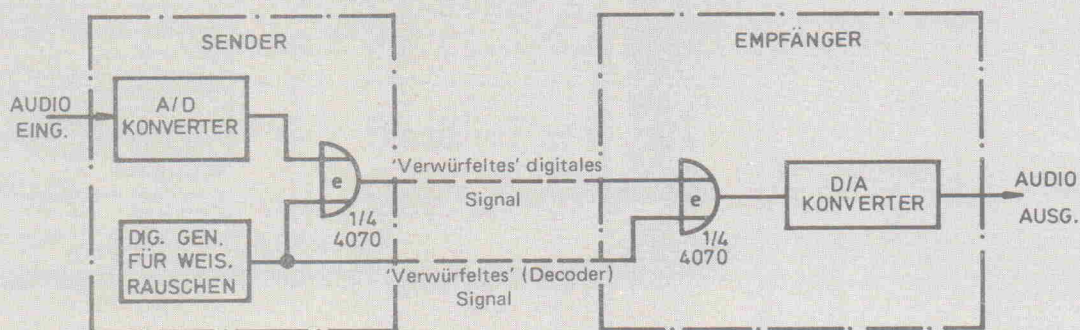 SENDER
EMPFÄNGER
AUDIO
EING.
A/D
KONVERTER
e
1/4
4070
DIG. GEN.
FÜR WEIS.
RAUSCHEN
'Verwürfeltes' digitales
Signal
'Verwürfeltes' (Decoder)
Signal
e
1/4
4070
D/A
KONVERTER
AUDIO
AUSG.